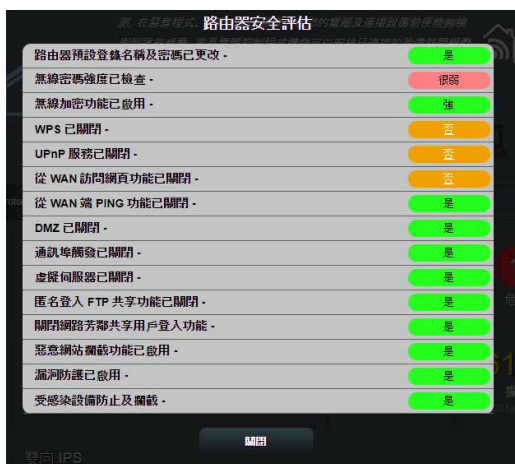 路由器安全評估
路由器預設登錄名稱及密碼已更改 - 是
無線密碼強度已檢查 - 很弱
無線加密功能已啟用 - 強
WPS 已關閉 - 否
UPnP 服務已關閉 - 否
從 WAN 訪問網頁功能已關閉 - 否
從 WAN 端 PING 功能已關閉 - 是
DMZ 已關閉 - 是
通訊埠觸發已關閉 - 是
虛擬伺服器已關閉 - 是
匿名登入 FTP 共享功能已關閉 - 是
關閉網路芳鄰共享用戶登入功能 - 是
惡意網站攔截功能已啟用 - 是
漏洞防護已啟用 - 是
受感染設備防止及攔截 - 是
關閉
雙向 IPS